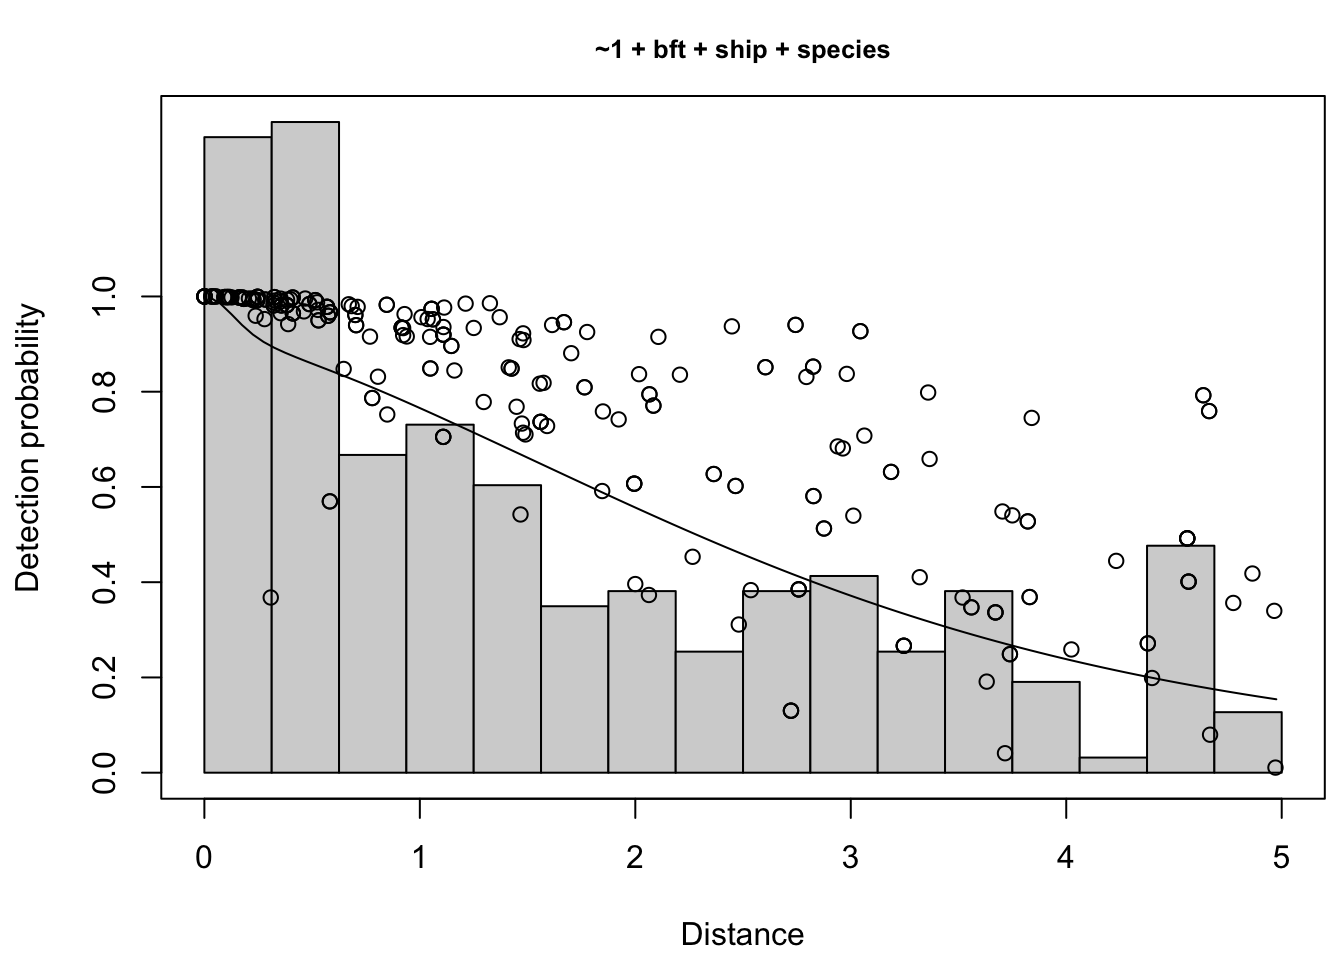 ~1 + bft + ship + species
Detection probability
1.0
0.8
0.6
0.4
0.2
0.0
0 1 2 3 4 5
Distance